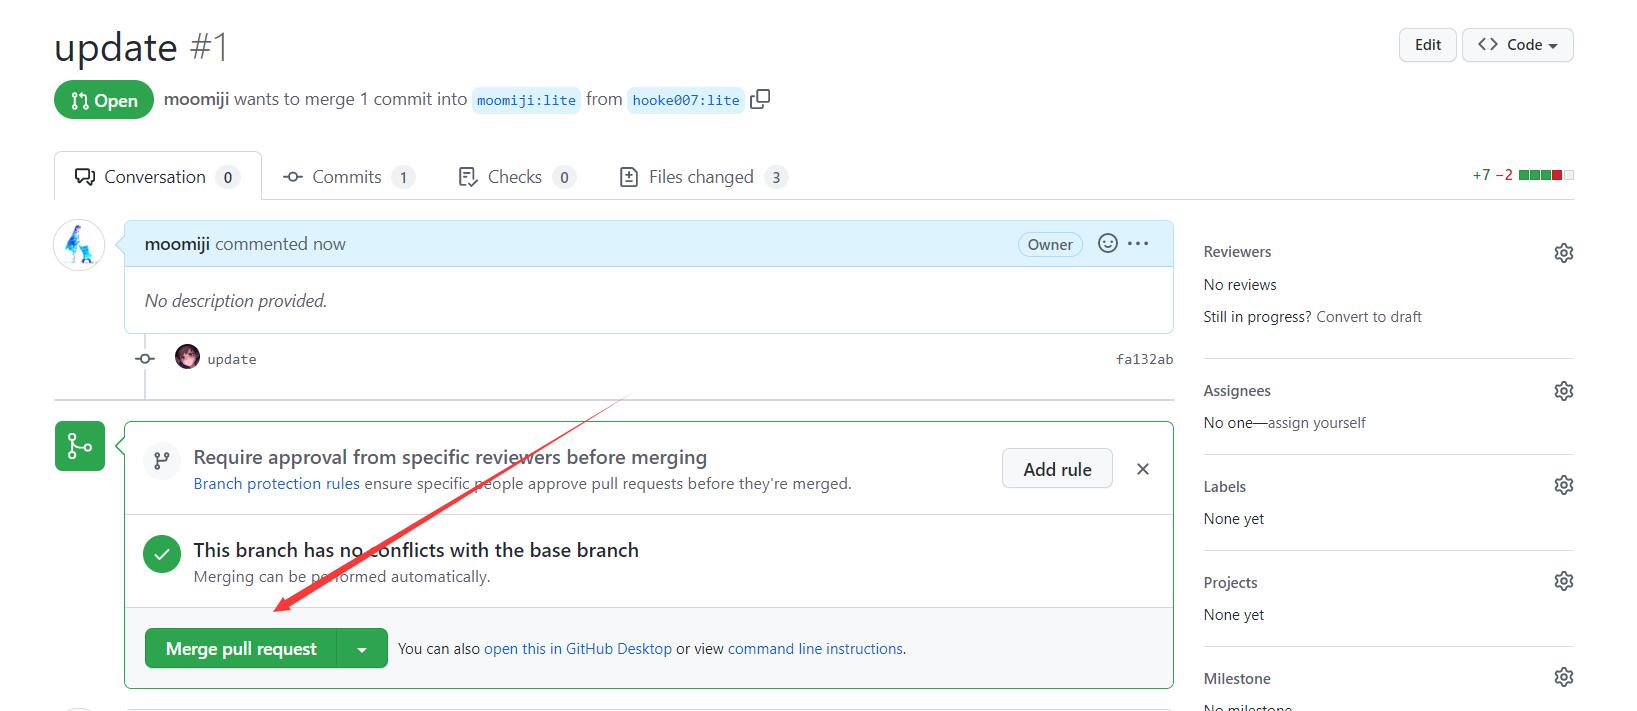 update #1
Edit
Code
Open
moomiji wants to merge 1 commit into moomiji:lite from hooke007:lite
Conversation 0
Commits 1
Checks 0
Files changed 3
+7 −2
moomiji commented now
Owner
No description provided.
update
fa132ab
Require approval from specific reviewers before merging
Branch protection rules ensure specific people approve pull requests before they're merged.
Add rule
This branch has no conflicts with the base branch
Merging can be performed automatically.
Merge pull request
You can also open this in GitHub Desktop or view command line instructions.
Reviewers
No reviews
Still in progress? Convert to draft
Assignees
No one—assign yourself
Labels
None yet
Projects
None yet
Milestone
No milestone